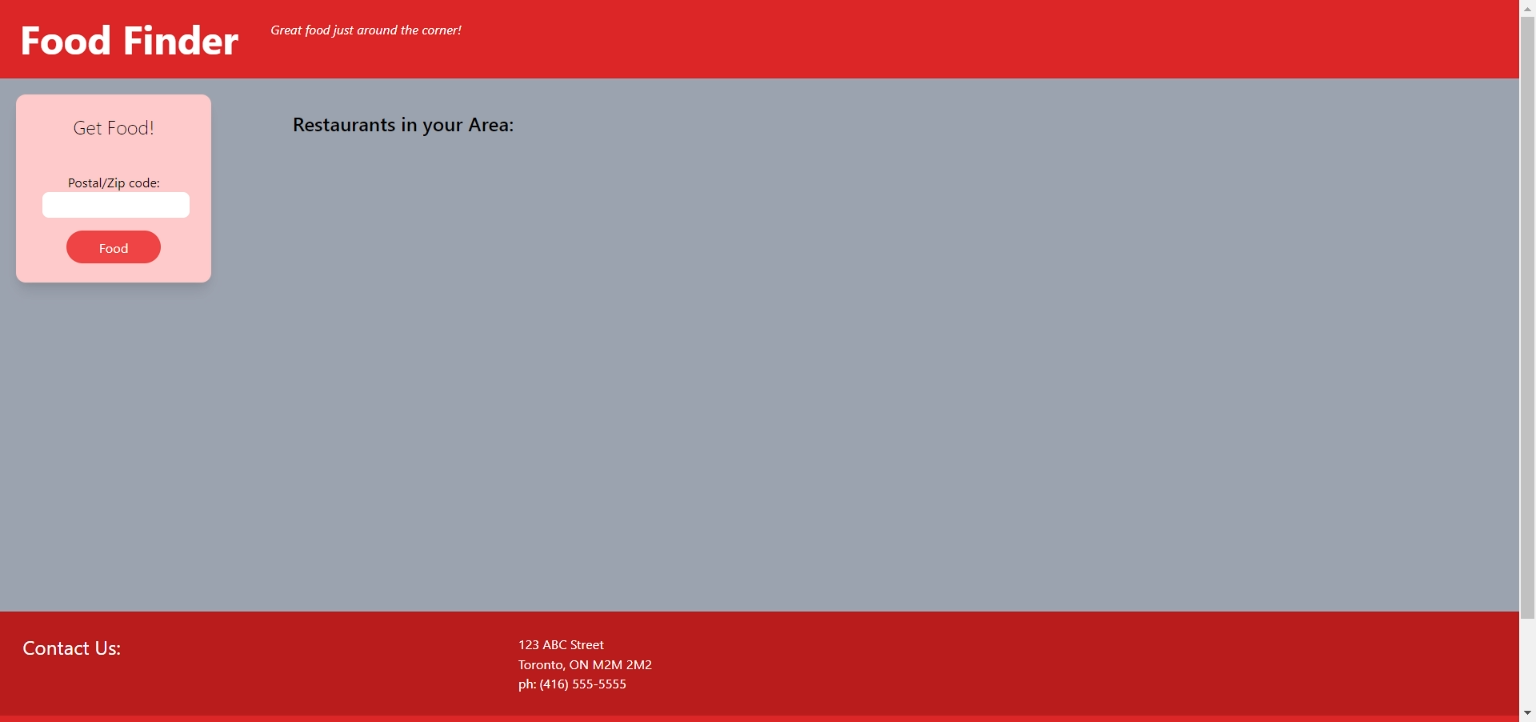 Food Finder
Great food just around the corner!
Get Food!
Restaurants in your Area:
Postal/Zip code:
Food
Contact Us:
123 ABC Street
Toronto, ON M2M 2M2
ph: (416) 555-5555